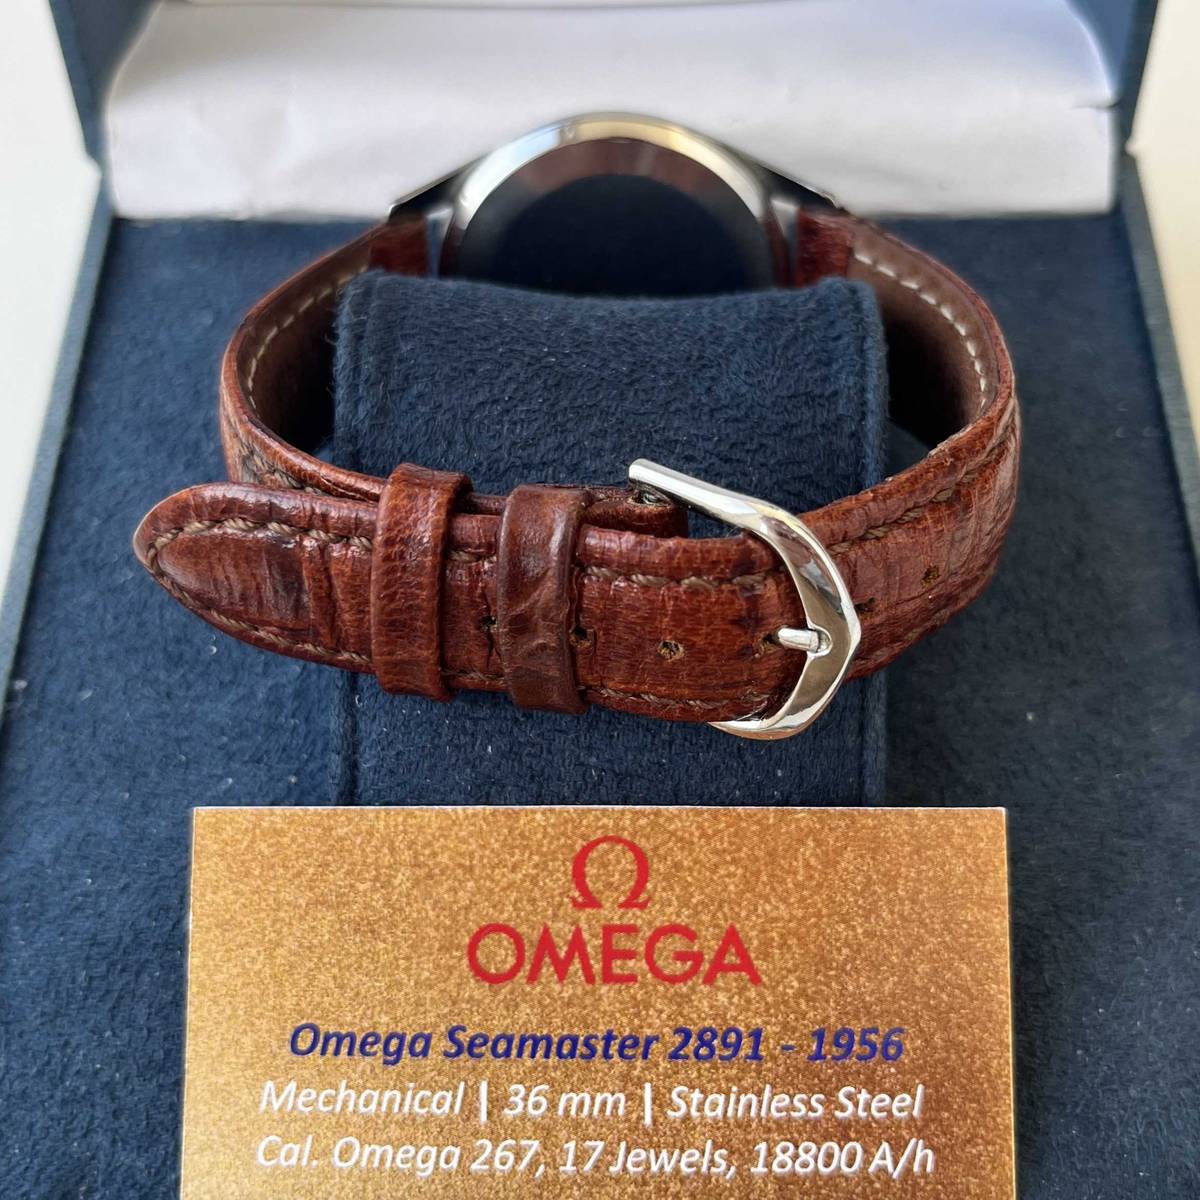 Ω
OMEGA
Omega Seamaster 2891 - 1956
Mechanical | 36 mm | Stainless Steel
Cal. Omega 267, 17 Jewels, 18800 A/h